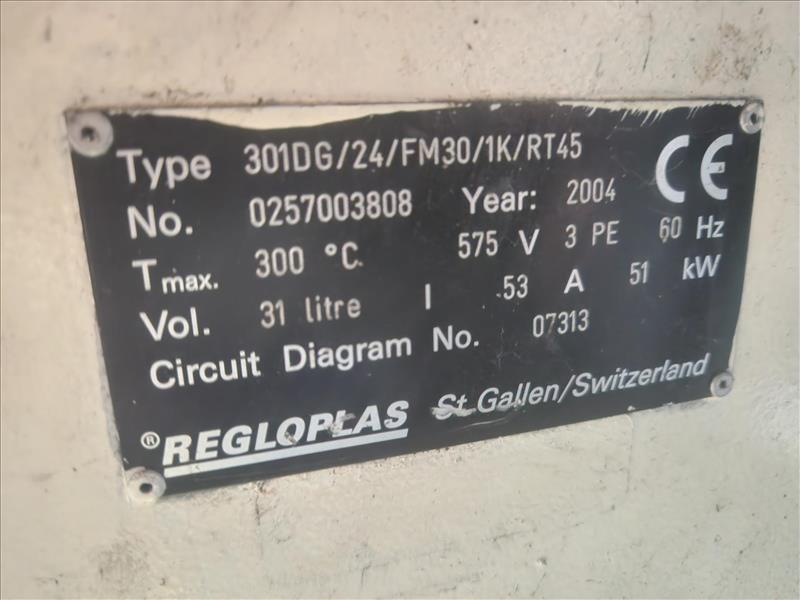 Type 301DG/24/FM30/1K/RT45 CE
No. 0257003808 Year: 2004
Tmax. 300 °C. 575 V 3 PE 60 Hz
Vol. 31 litre I 53 A 51 kW
Circuit Diagram No. 07313
® REGLOPLAS St. Gallen/Switzerland